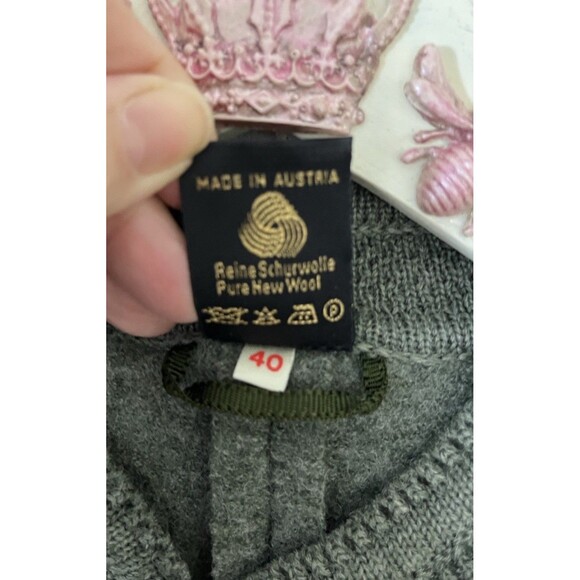 MADE IN AUSTRIA
Reine Schurwolle
Pure New Wool
P
40